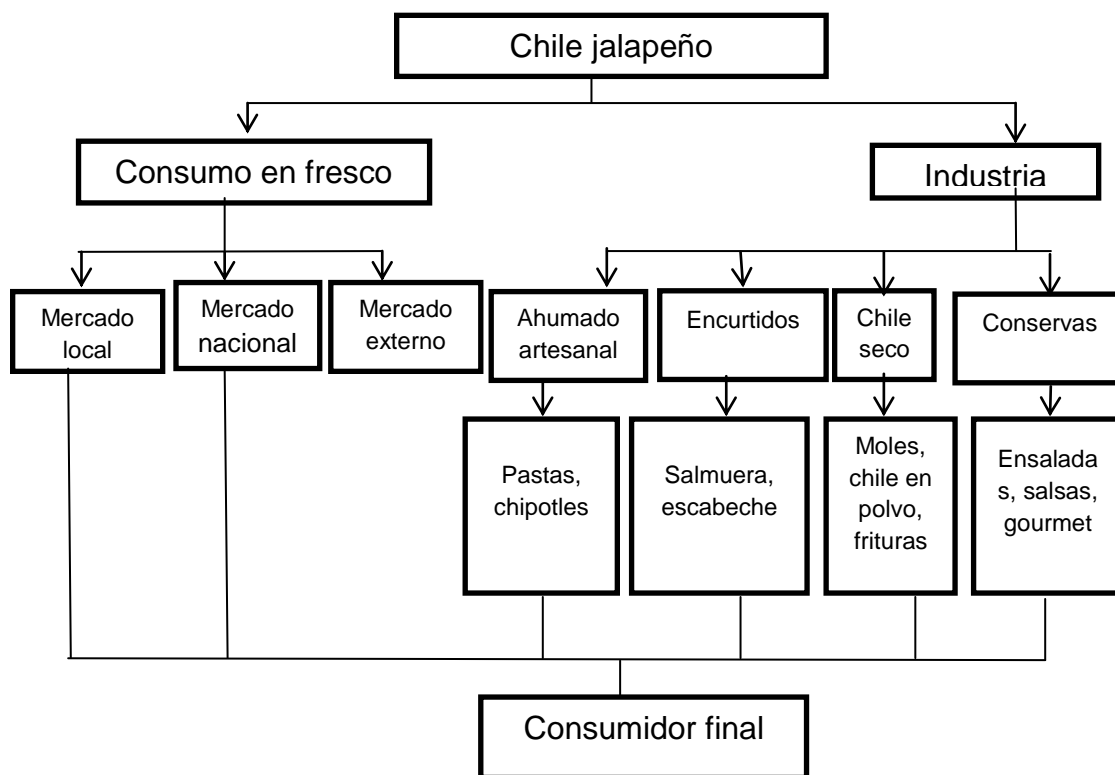 Chile jalapeño
Consumo en fresco
Industria
Mercado
local
Mercado
nacional
Mercado
externo
Ahumado
artesanal
Encurtidos
Chile
seco
Conservas
Pastas,
chipotles
Salmuera,
escabeche
Moles,
chile en
polvo,
frituras
Ensalada
s, salsas,
gourmet
Consumidor final